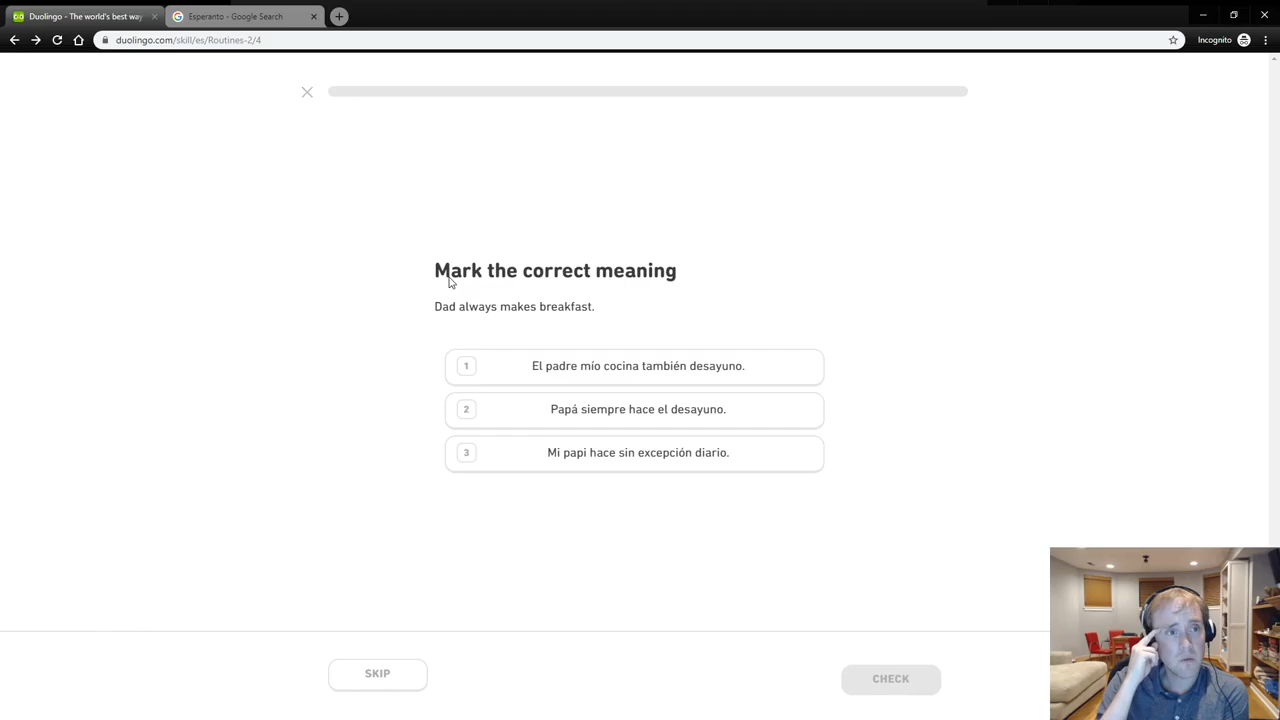 Duolingo - The world's best way
Esperanto - Google Search
duolingo.com/skill/es/Routines-2/4
Incognito
Mark the correct meaning
Dad always makes breakfast.
1 El padre mío cocina también desayuno.
2 Papá siempre hace el desayuno.
3 Mi papi hace sin excepción diario.
SKIP
CHECK